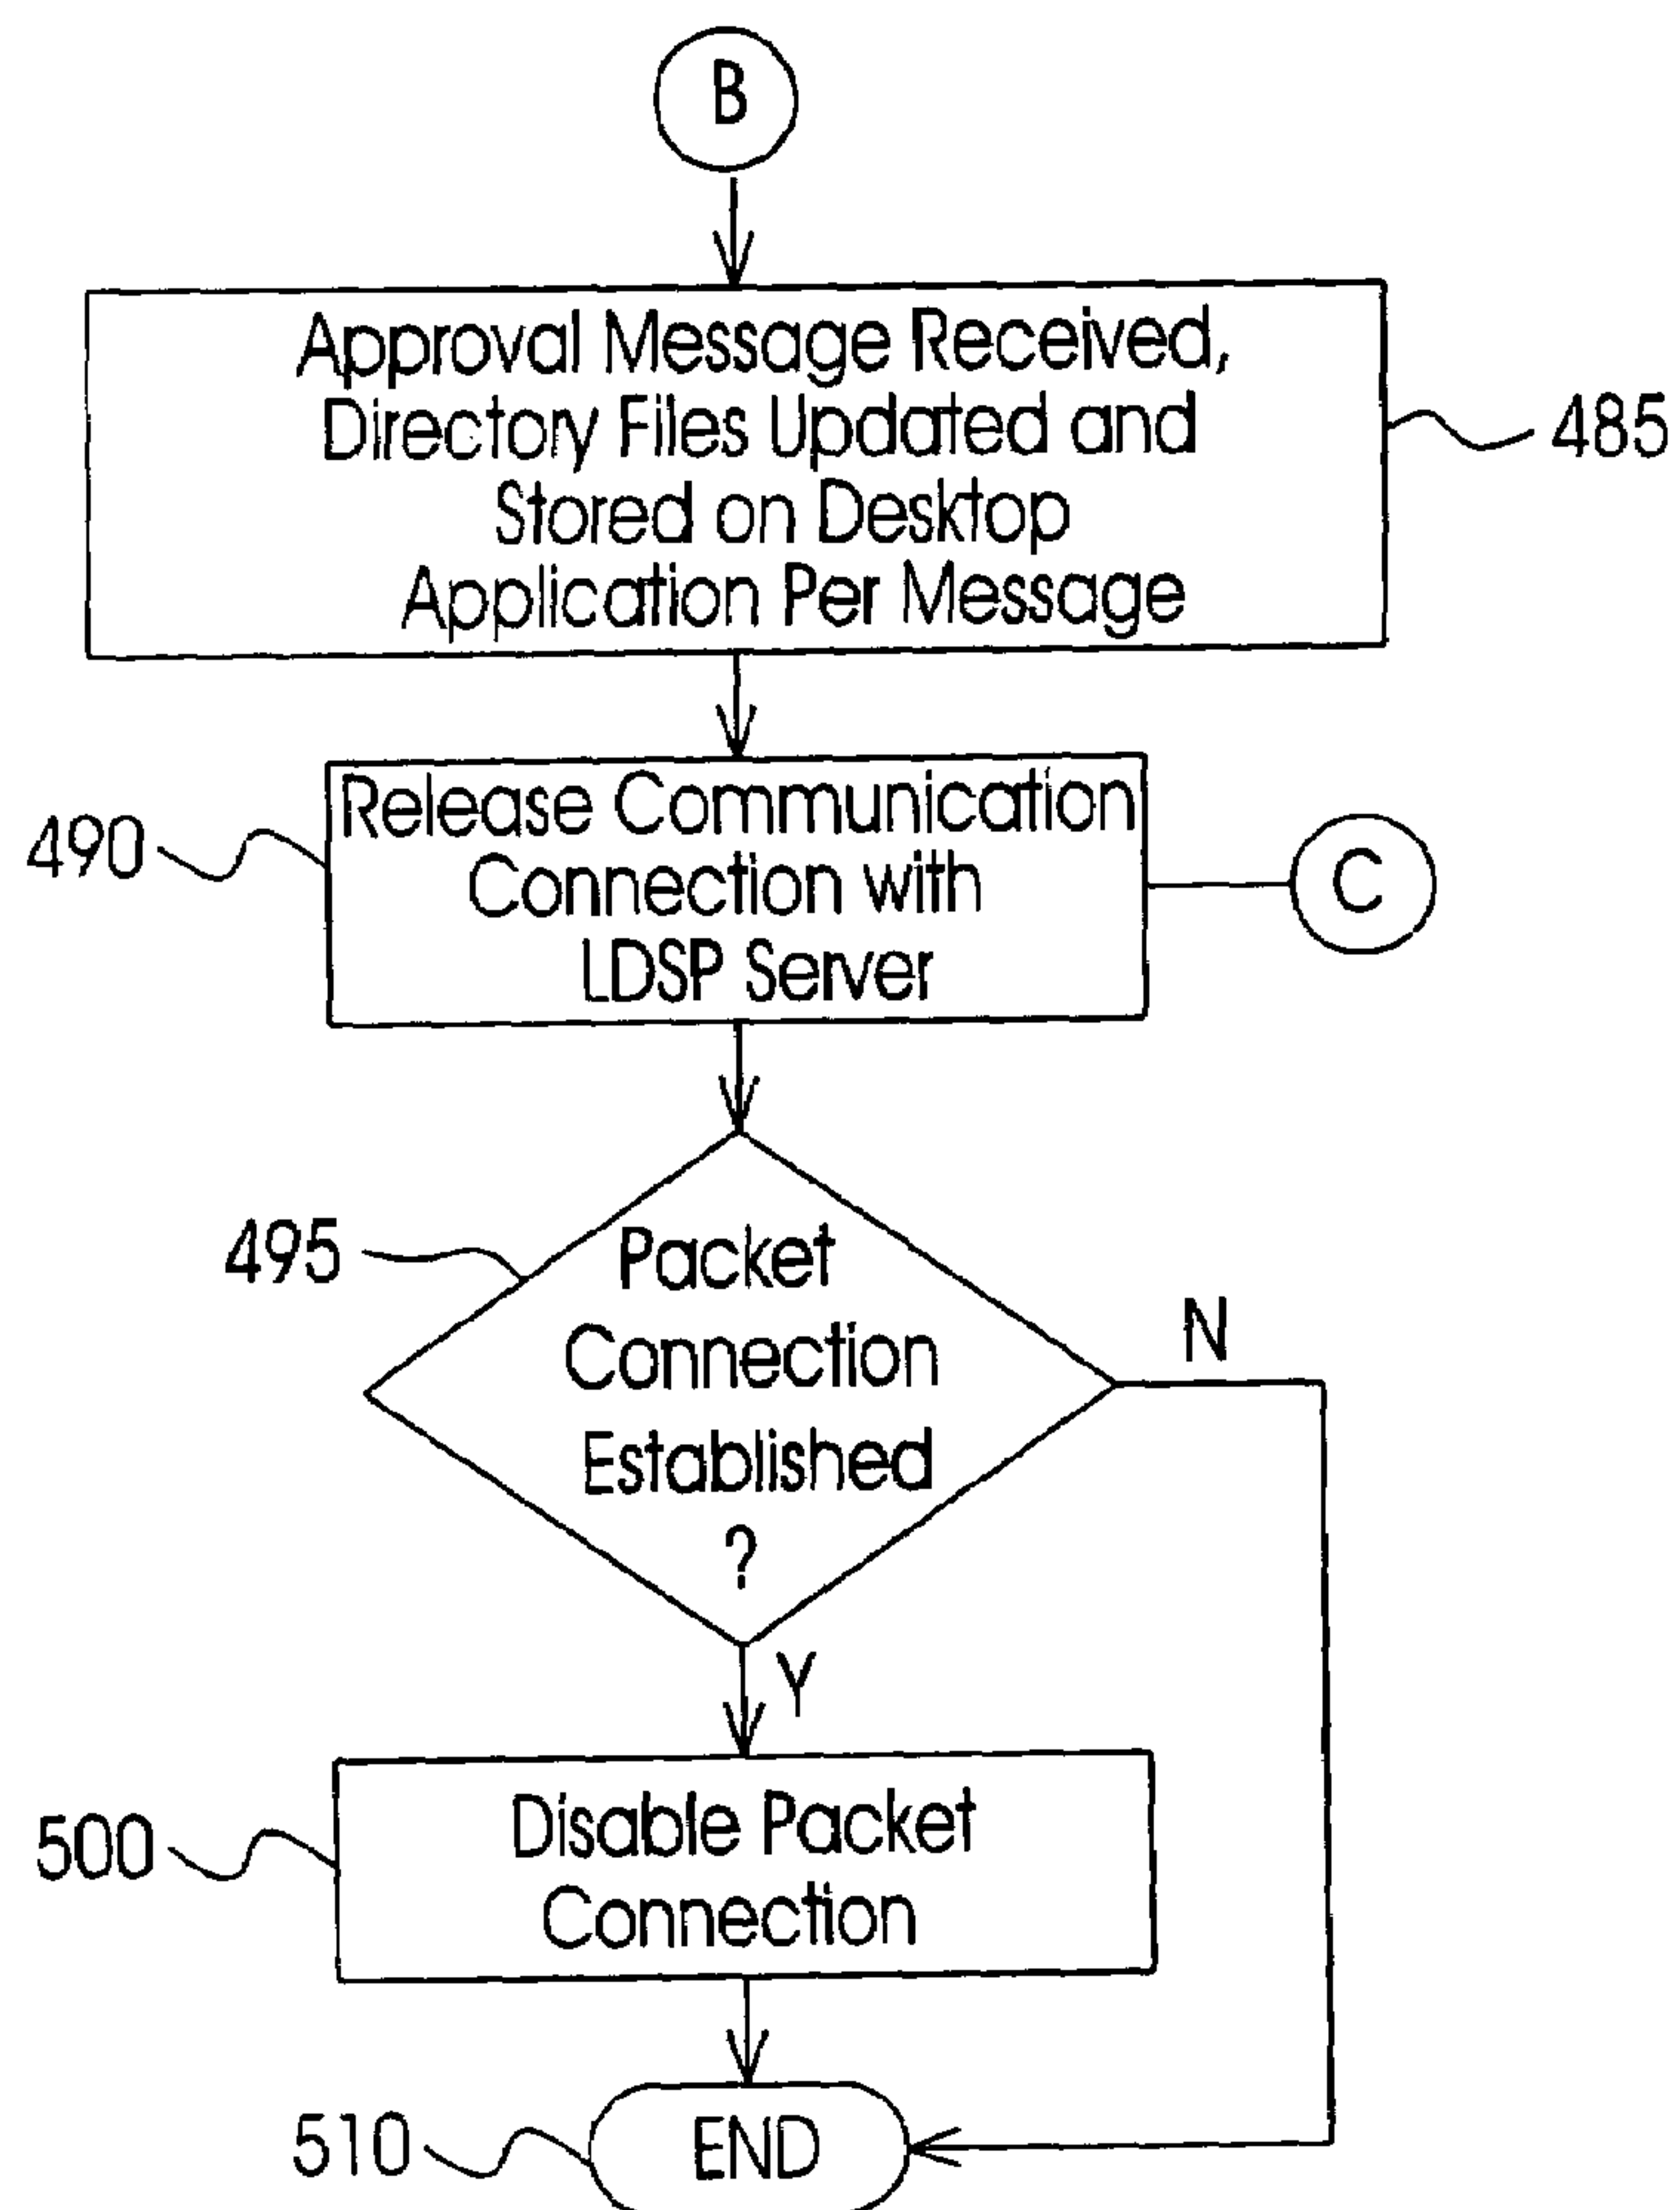 B
Approval Message Received,
Directory Files Updated and
Stored on Desktop
Application Per Message
485
490
Release Communication
Connection with
LDSP Server
C
495
Packet
Connection
Established
?
N
Y
500
Disable Packet
Connection
510
END